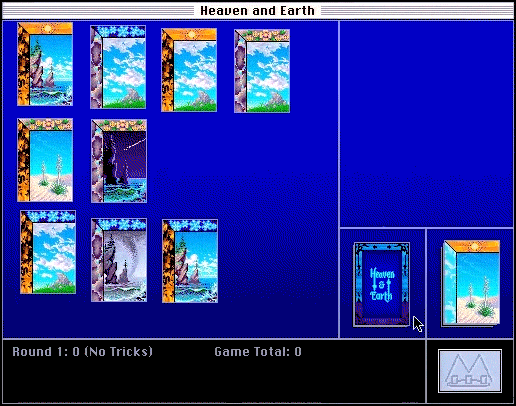 Heaven and Earth
Heaven
&
Earth
Round 1: 0 (No Tricks)
Game Total: 0